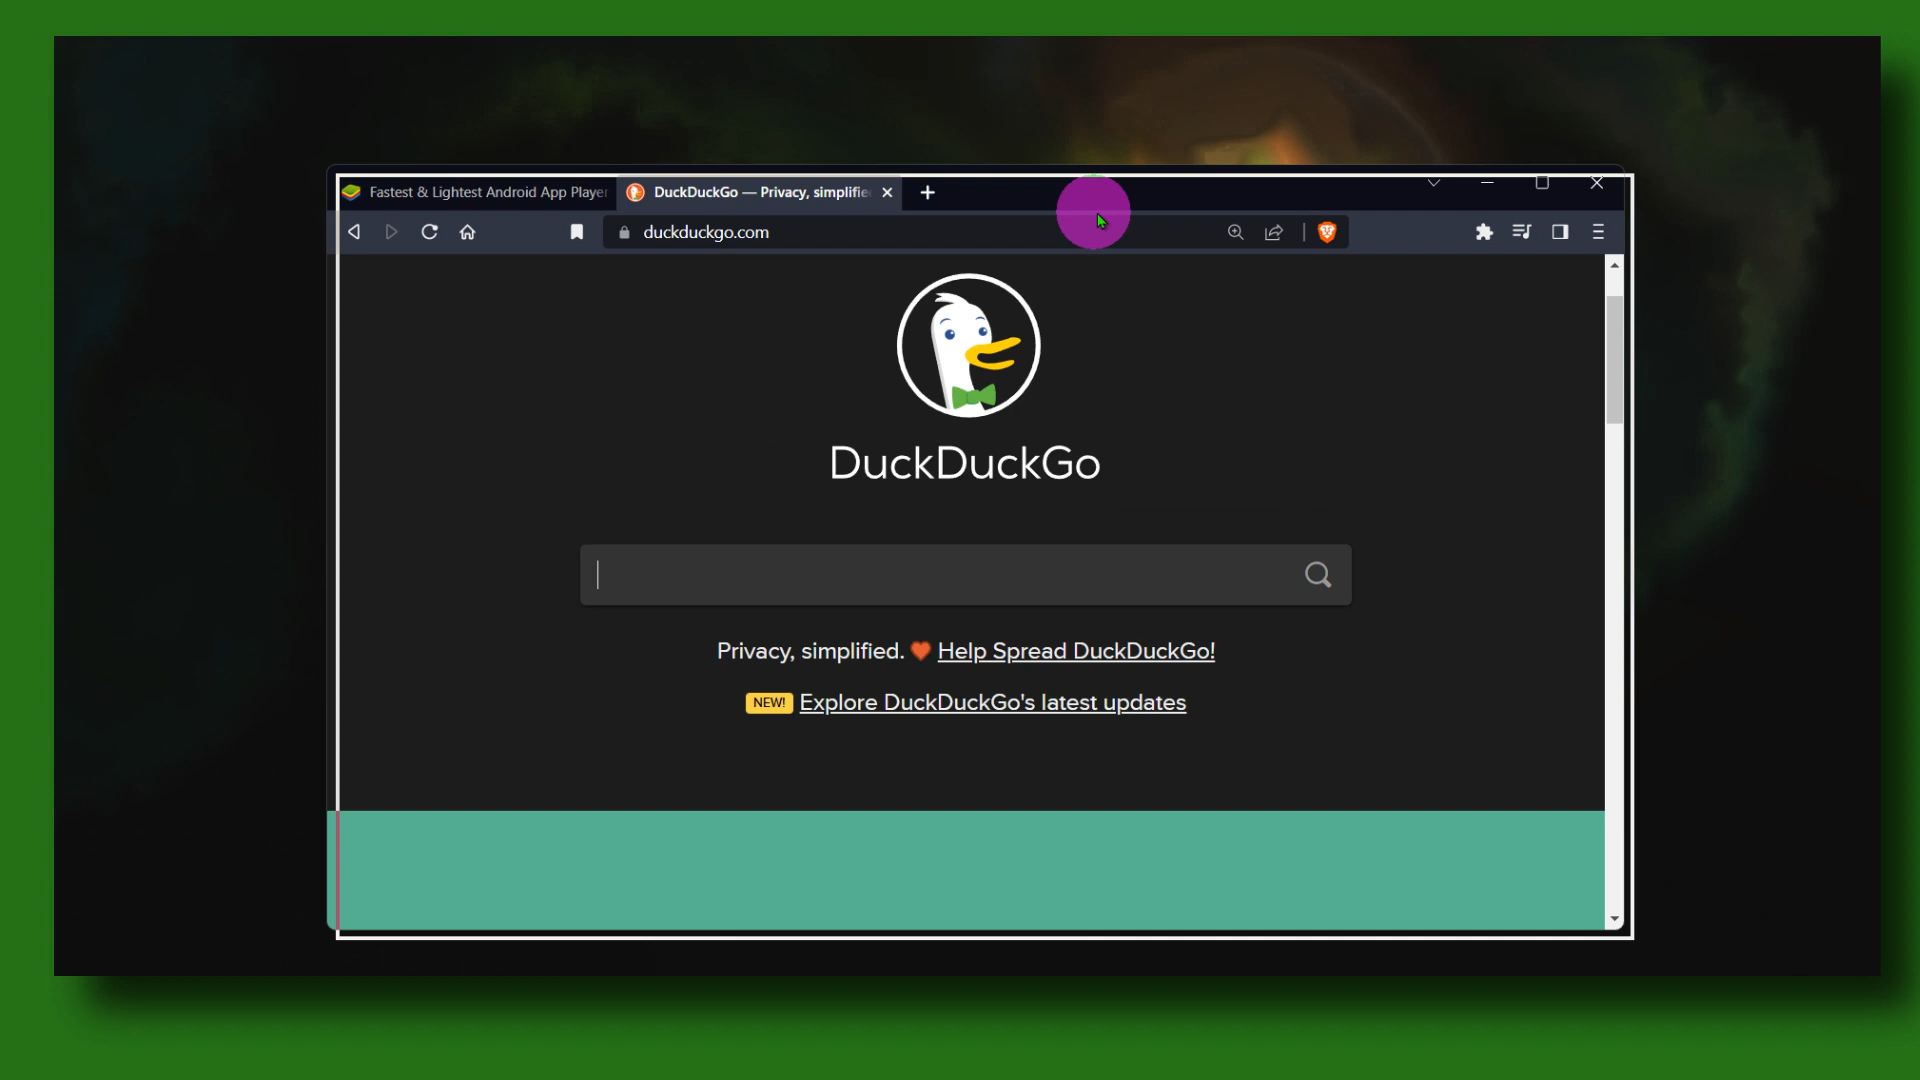 Fastest & Lightest Android App Player
DuckDuckGo — Privacy, simplifie
duckduckgo.com
DuckDuckGo
Privacy, simplified. Help Spread DuckDuckGo!
NEW! Explore DuckDuckGo's latest updates